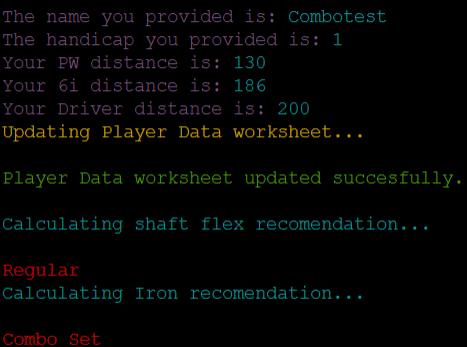 The name you provided is: Combotest
The handicap you provided is: 1
Your PW distance is: 130
Your 6i distance is: 186
Your Driver distance is: 200
Updating Player Data worksheet...
Player Data worksheet updated succesfully.
Calculating shaft flex recomendation...
Regular
Calculating Iron recomendation...
Combo Set